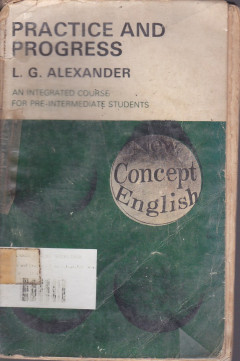 PRACTICE AND
PROGRESS
L. G. ALEXANDER
AN INTEGRATED COURSE
FOR PRE-INTERMEDIATE STUDENTS
New
Concept
English